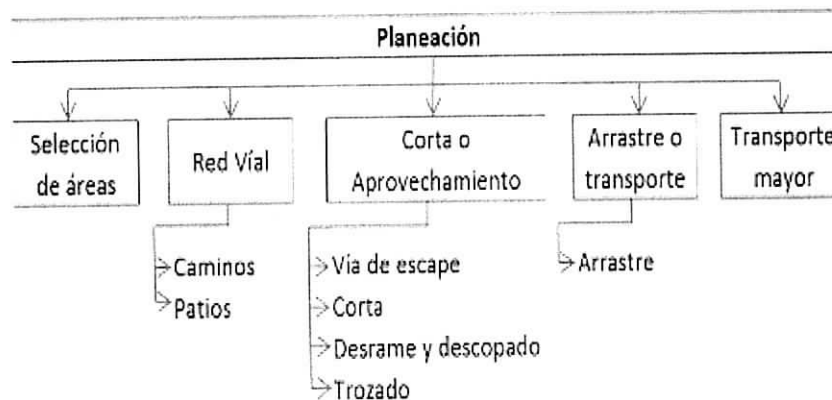 Planeación
Selección
de áreas
Red Víal
Corta o
Aprovechamiento
Arrastre o
transporte
Transporte
mayor
Caminos
Patios
Vía de escape
Corta
Desrame y descopado
Trozado
Arrastre